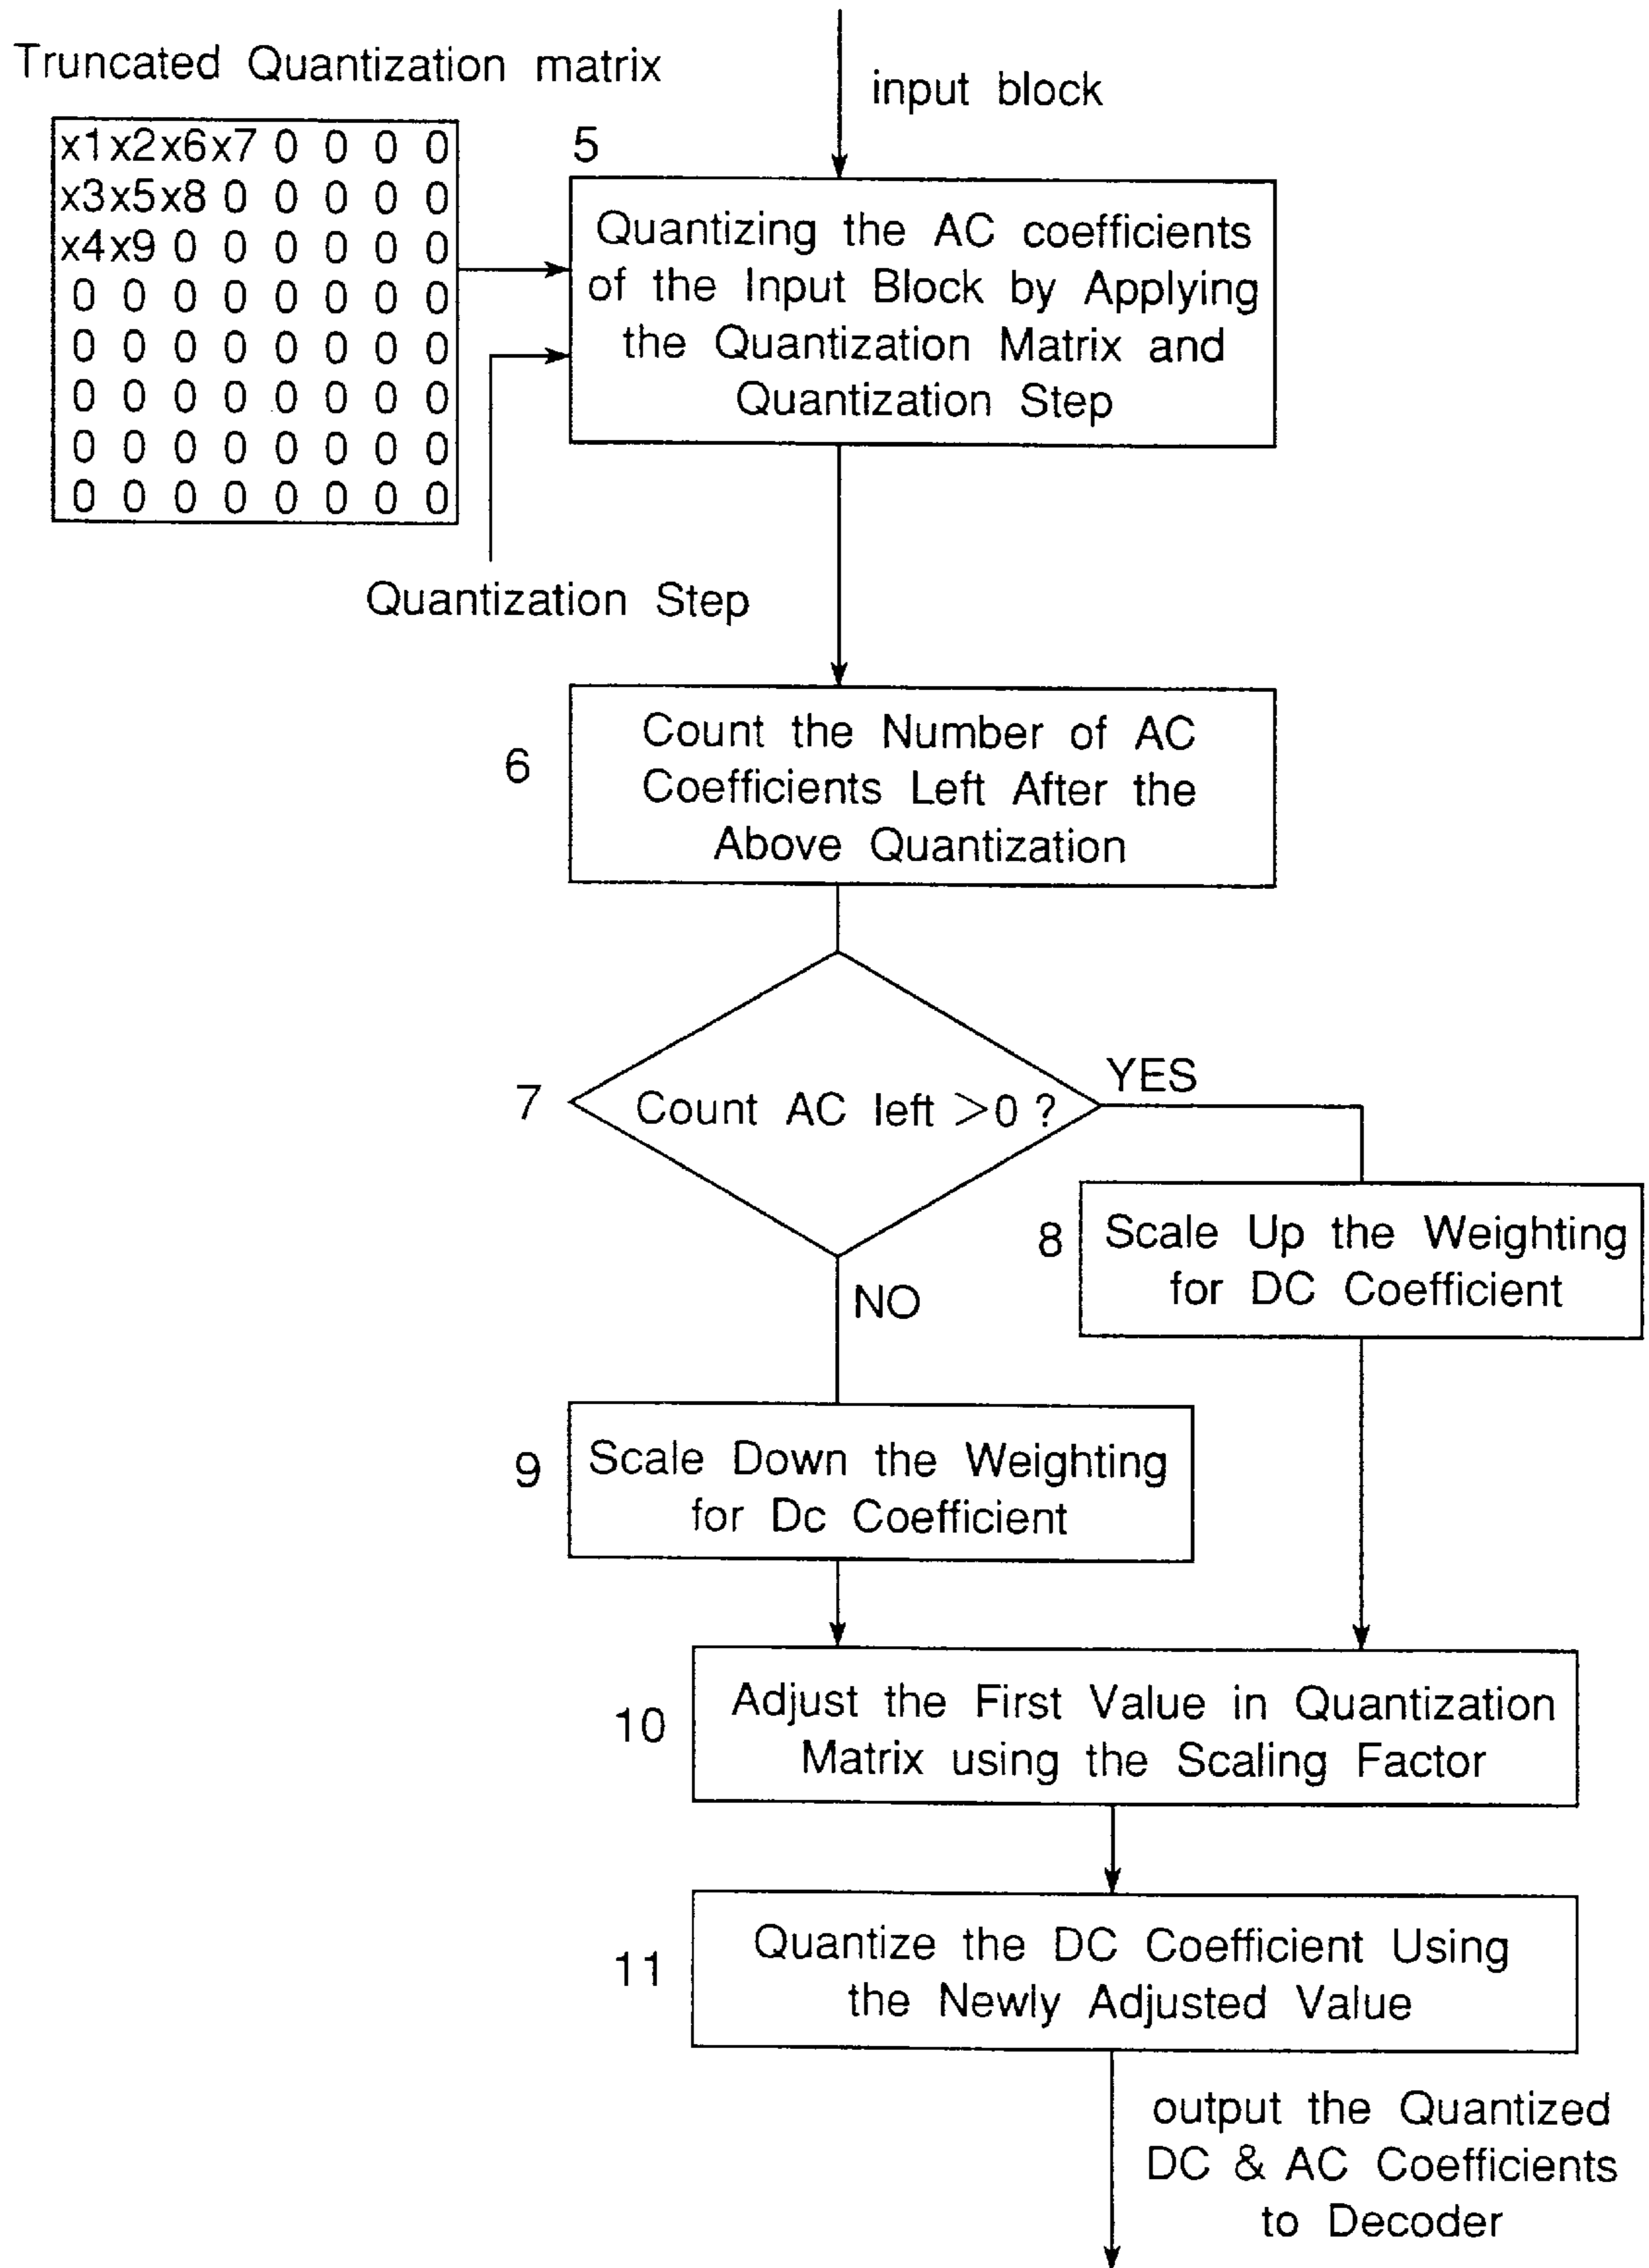 Truncated Quantization matrix
input block
x1 x2 x6 x7 0 0 0 0
x3 x5 x8 0 0 0 0 0
x4 x9 0 0 0 0 0 0
0 0 0 0 0 0 0 0
0 0 0 0 0 0 0 0
0 0 0 0 0 0 0 0
0 0 0 0 0 0 0 0
0 0 0 0 0 0 0 0
5
Quantizing the AC coefficients
of the Input Block by Applying
the Quantization Matrix and
Quantization Step
Quantization Step
6
Count the Number of AC
Coefficients Left After the
Above Quantization
7
Count AC left >0 ?
YES
NO
8
Scale Up the Weighting
for DC Coefficient
9
Scale Down the Weighting
for Dc Coefficient
10
Adjust the First Value in Quantization
Matrix using the Scaling Factor
11
Quantize the DC Coefficient Using
the Newly Adjusted Value
output the Quantized
DC & AC Coefficients
to Decoder